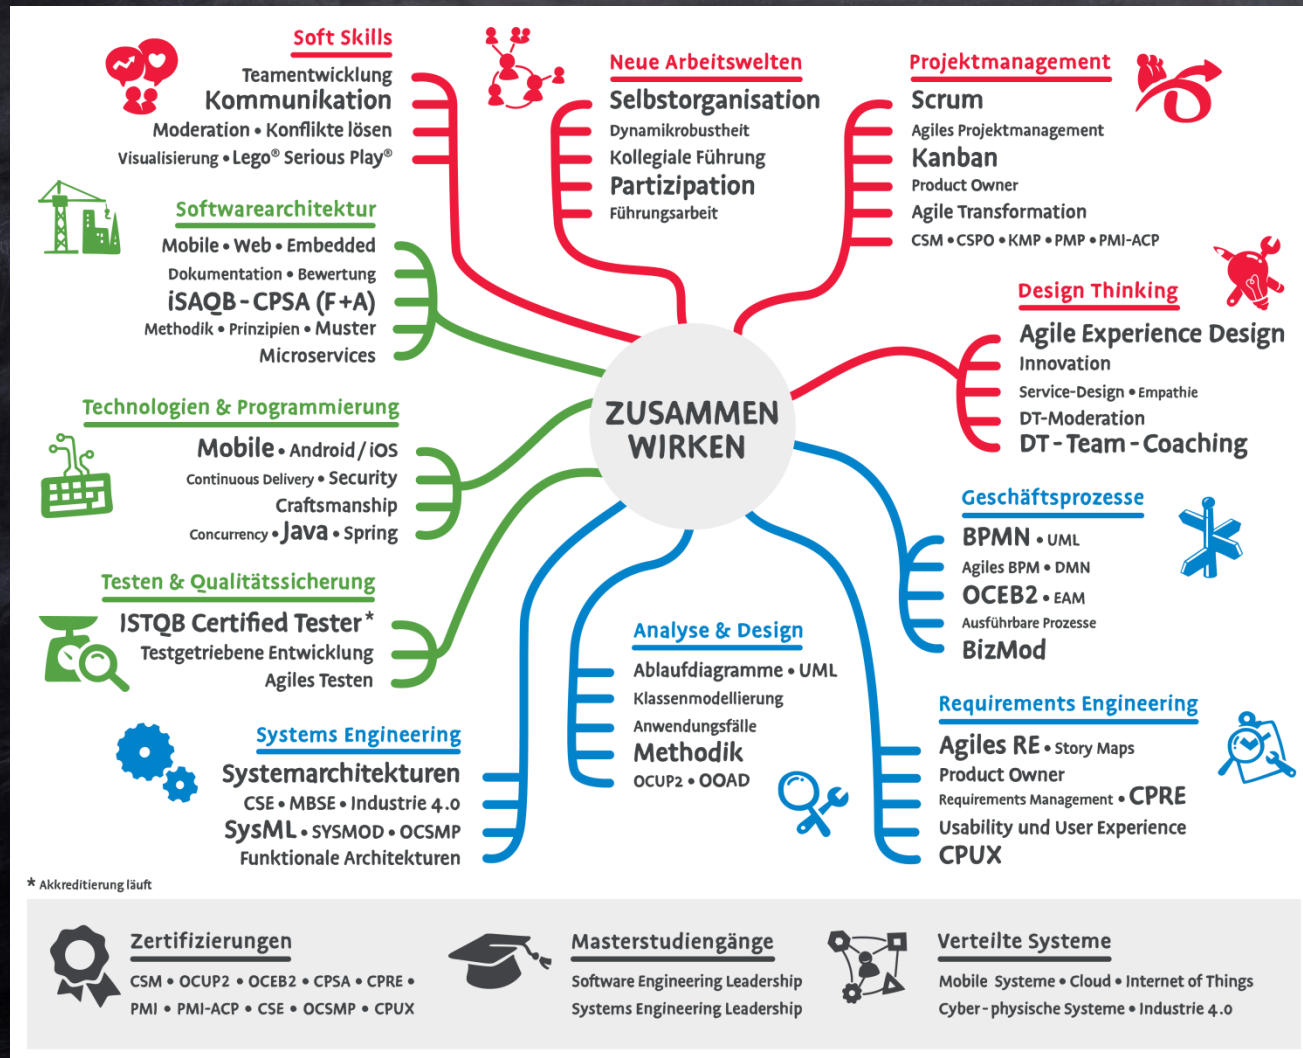 Soft Skills
Teamentwicklung
Kommunikation
Moderation • Konflikte lösen
Visualisierung • Lego® Serious Play®
Neue Arbeitswelten
Selbstorganisation
Dynamikrobustheit
Kollegiale Führung
Partizipation
Führungsarbeit
Projektmanagement
Scrum
Agiles Projektmanagement
Kanban
Product Owner
Agile Transformation
CSM • CSPO • KMP • PMP • PMI-ACP
Softwarearchitektur
Mobile • Web • Embedded
Dokumentation • Bewertung
iSAQB - CPSA (F+A)
Methodik • Prinzipien • Muster
Microservices
Design Thinking
Agile Experience Design
Innovation
Service-Design • Empathie
DT-Moderation
DT - Team - Coaching
ZUSAMMEN
WIRKEN
Technologien & Programmierung
Mobile • Android / iOS
Continuous Delivery • Security
Craftsmanship
Concurrency • Java • Spring
Geschäftsprozesse
BPMN • UML
Agiles BPM • DMN
OCEB2 • EAM
Ausführbare Prozesse
BizMod
Testen & Qualitätssicherung
ISTQB Certified Tester *
Testgetriebene Entwicklung
Agiles Testen
Analyse & Design
Ablaufdiagramme • UML
Klassenmodellierung
Anwendungsfälle
Methodik
OCUP2 • OOAD
Systems Engineering
Systemarchitekturen
CSE • MBSE • Industrie 4.0
SysML • SYSMOD • OCSMP
Funktionale Architekturen
Requirements Engineering
Agiles RE • Story Maps
Product Owner
Requirements Management • CPRE
Usability und User Experience
CPUX
* Akkreditierung läuft
Zertifizierungen
CSM • OCUP2 • OCEB2 • CPSA • CPRE •
PMI • PMI-ACP • CSE • OCSMP • CPUX
Masterstudiengänge
Software Engineering Leadership
Systems Engineering Leadership
Verteilte Systeme
Mobile Systeme • Cloud • Internet of Things
Cyber - physische Systeme • Industrie 4.0